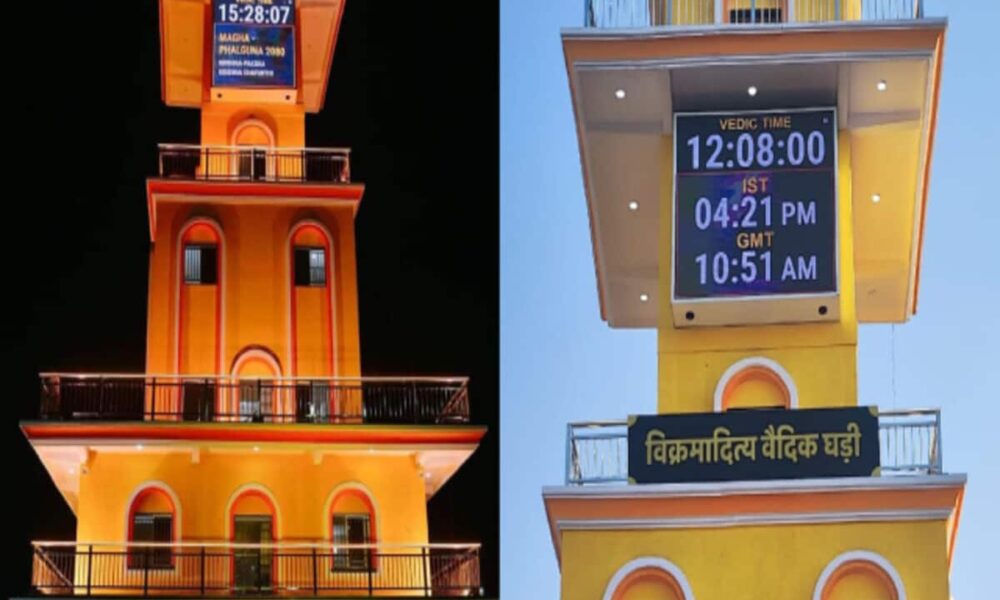 15:28:07
MAGHA -
PHALGUNA 2080
VEDIC TIME
12:08:00
IST
04:21 PM
GMT
10:51 AM
विक्रमादित्य वैदिक घड़ी